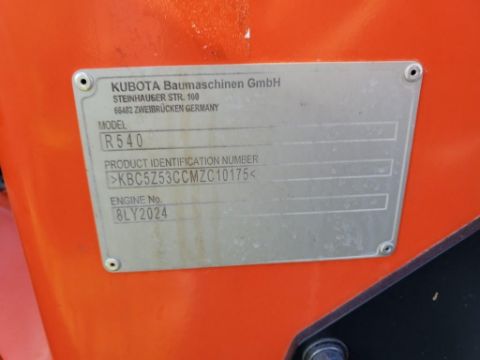 KUBOTA Baumaschinen GmbH
STEINHAUSER STR. 100
66482 ZWEIBRÜCKEN GERMANY
MODEL
R540
PRODUCT IDENTIFICATION NUMBER
>KBC5Z53CCMZC10175<
ENGINE No.
8LY2024